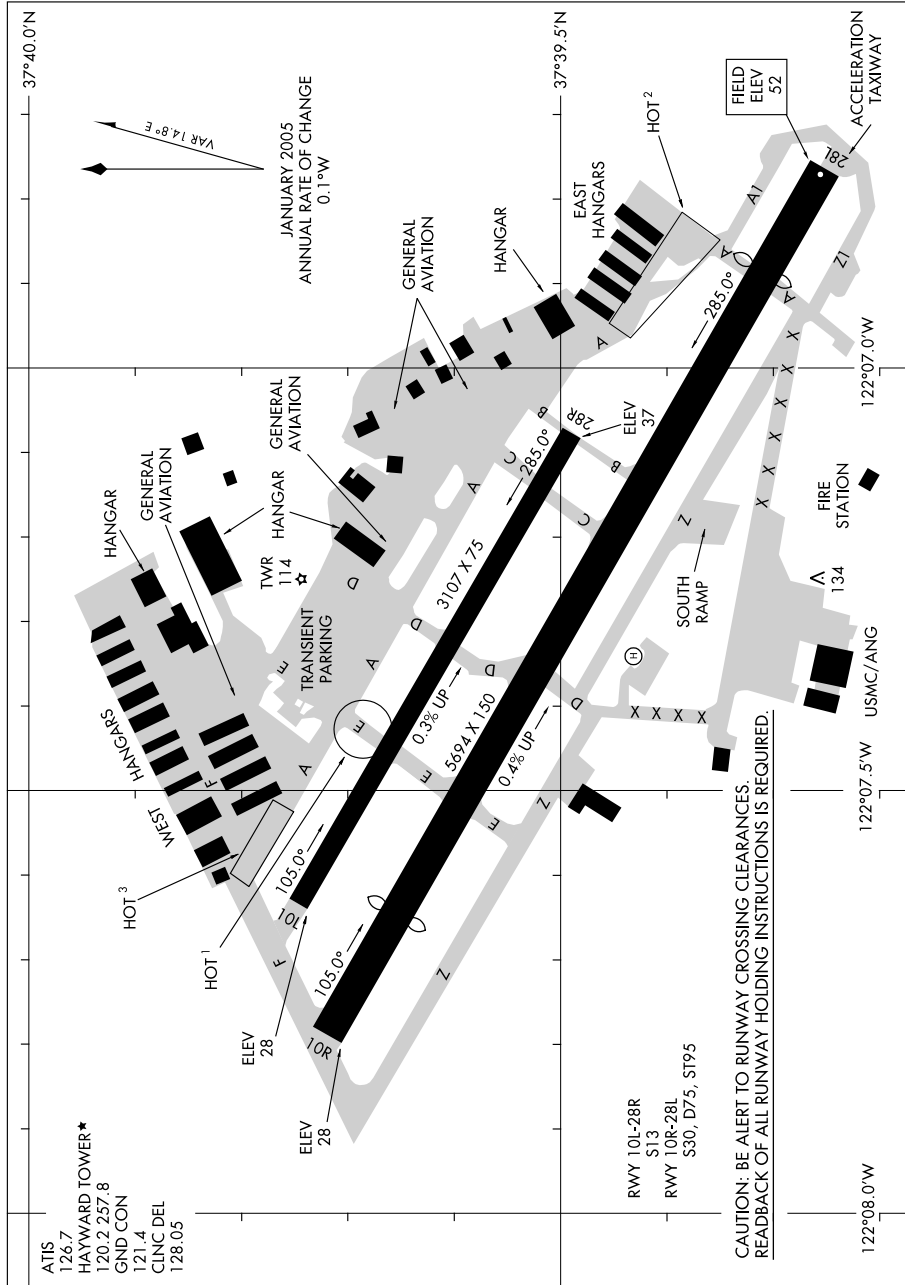 ATIS
126.7
HAYWARD TOWER★
120.2 257.8
GND CON
121.4
CLNC DEL
128.05
37°40.0'N
VAR 14.8°E
JANUARY 2005
ANNUAL RATE OF CHANGE
0.1°W
HANGAR
GENERAL
AVIATION
HANGAR
GENERAL
AVIATION
GENERAL
AVIATION
HANGAR
WEST
HANGARS
TWR
114
TRANSIENT
PARKING
HOT 3
HOT 1
F
F
A
E
E
E
E
A
D
D
D
D
A
C
C
B
B
A
A
A
A1
Z
Z
Z
Z1
EAST
HANGARS
HOT 2
37°39.5'N
FIELD
ELEV
52
ACCELERATION
TAXIWAY
28L
28R
ELEV
37
285.0°
285.0°
3107 X 75
0.3% UP
5694 X 150
0.4% UP
105.0°
105.0°
10L
10R
ELEV
28
ELEV
28
X X X X X X X
X X X X
H
SOUTH
RAMP
FIRE
STATION
134
USMC/ANG
RWY 10L-28R
S13
RWY 10R-28L
S30, D75, ST95
CAUTION: BE ALERT TO RUNWAY CROSSING CLEARANCES.
READBACK OF ALL RUNWAY HOLDING INSTRUCTIONS IS REQUIRED.
122°08.0'W
122°07.5'W
122°07.0'W